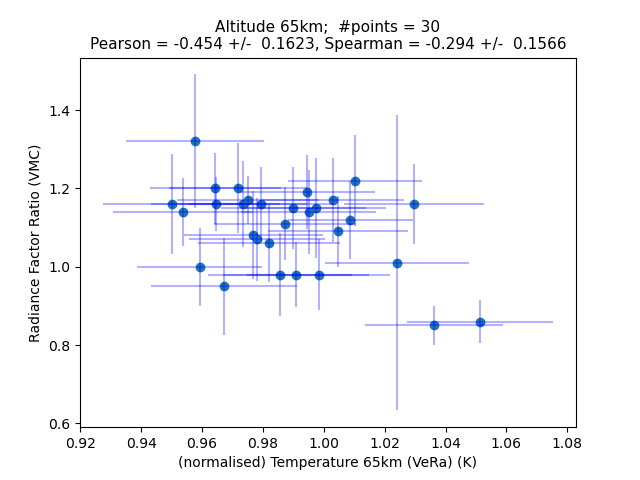 Altitude 65km;  #points = 30
Pearson = -0.454 +/-  0.1623, Spearman = -0.294 +/-  0.1566
1.4
1.2
1.0
0.8
0.6
Radiance Factor Ratio (VMC)
0.92 0.94 0.96 0.98 1.00 1.02 1.04 1.06 1.08
(normalised) Temperature 65km (VeRa) (K)